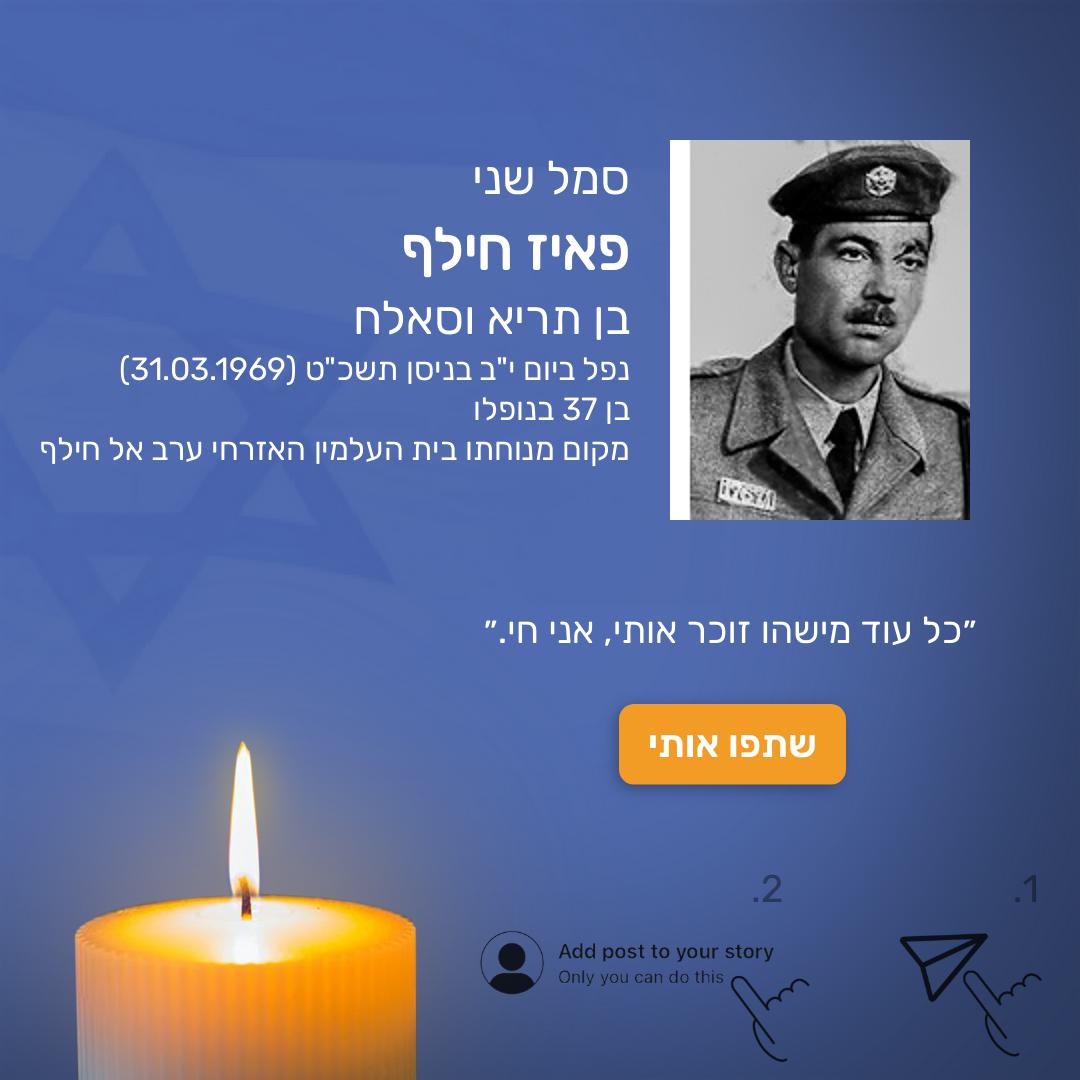 סמל שני
פאיז חילף
בן תריא וסאלח
נפל ביום י"ב בניסן תשכ"ט (31.03.1969)
בן 37 בנופלו
מקום מנוחתו בית העלמין האזרחי ערב אל חילף
״כל עוד מישהו זוכר אותי, אני חי.״
שתפו אותי
1.
2.
Add post to your story
Only you can do this